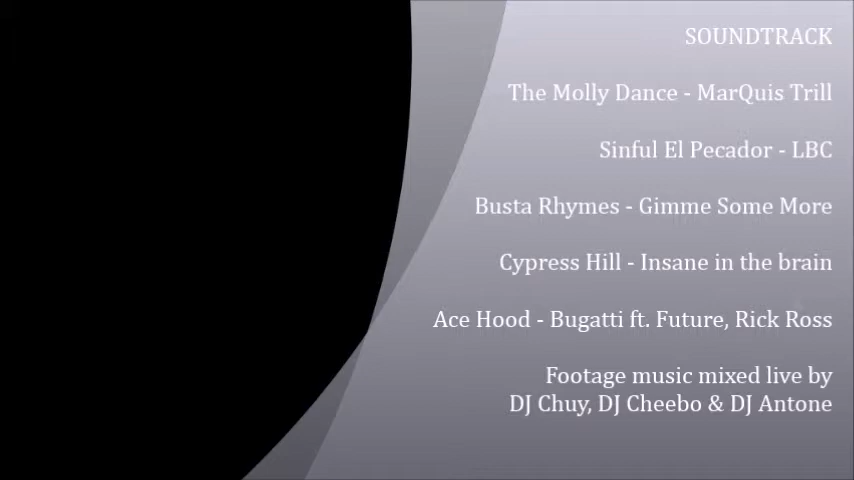 SOUNDTRACK
The Molly Dance - MarQuis Trill
Sinful El Pecador - LBC
Busta Rhymes - Gimme Some More
Cypress Hill - Insane in the brain
Ace Hood - Bugatti ft. Future, Rick Ross
Footage music mixed live by
DJ Chuy, DJ Cheebo & DJ Antone